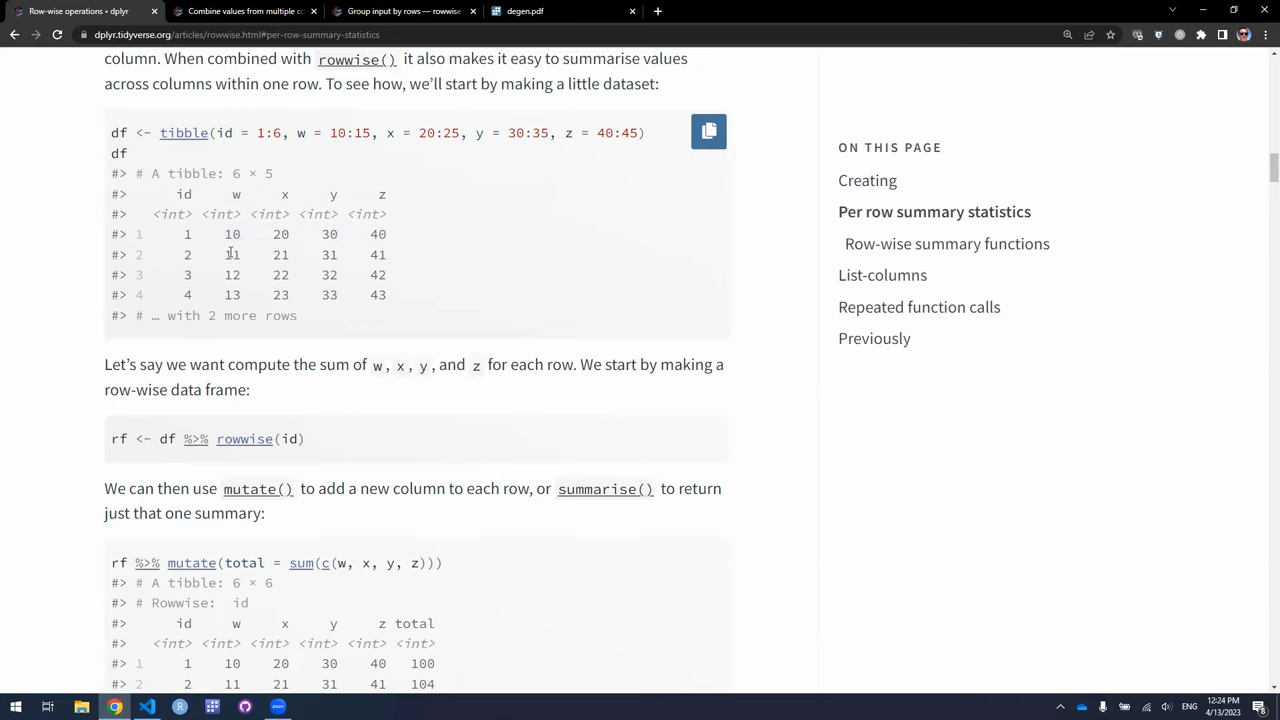 Row-wise operations • dplyr
Combine values from multiple co
Group input by rows — rowwise
degen.pdf
dplyr.tidyverse.org/articles/rowwise.html#per-row-summary-statistics
column. When combined with rowwise() it also makes it easy to summarise values
across columns within one row. To see how, we'll start by making a little dataset:
df <- tibble(id = 1:6, w = 10:15, x = 20:25, y = 30:35, z = 40:45)
df
#> # A tibble: 6 × 5
#> id w x y z
#> <int> <int> <int> <int> <int>
#> 1 1 10 20 30 40
#> 2 2 11 21 31 41
#> 3 3 12 22 32 42
#> 4 4 13 23 33 43
#> # … with 2 more rows
Let's say we want compute the sum of w, x, y, and z for each row. We start by making a
row-wise data frame:
rf <- df %>% rowwise(id)
We can then use mutate() to add a new column to each row, or summarise() to return
just that one summary:
rf %>% mutate(total = sum(c(w, x, y, z)))
#> # A tibble: 6 × 6
#> # Rowwise: id
#> id w x y z total
#> <int> <int> <int> <int> <int> <int>
#> 1 1 10 20 30 40 100
#> 2 2 11 21 31 41 104
ON THIS PAGE
Creating
Per row summary statistics
Row-wise summary functions
List-columns
Repeated function calls
Previously
ENG
12:24 PM
4/13/2023